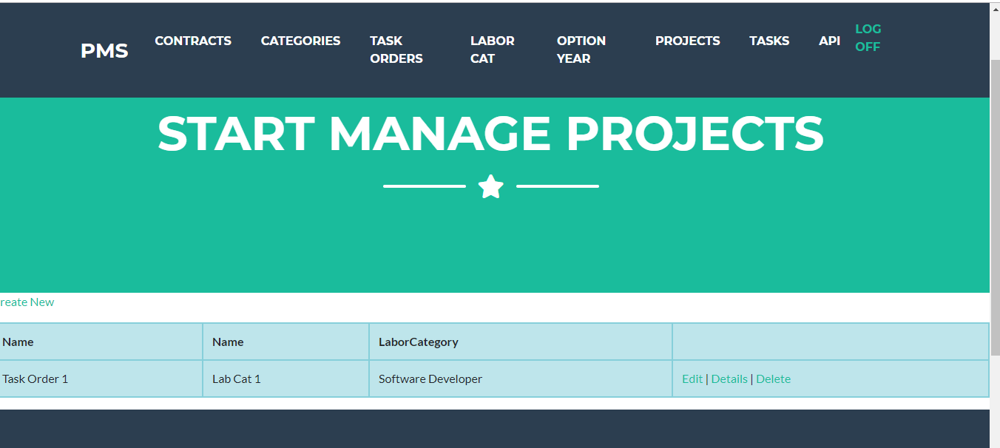 PMS CONTRACTS CATEGORIES TASK ORDERS LABOR CAT OPTION YEAR PROJECTS TASKS API LOG OFF
START MANAGE PROJECTS
reate New
Name Name LaborCategory
Task Order 1 Lab Cat 1 Software Developer Edit | Details | Delete